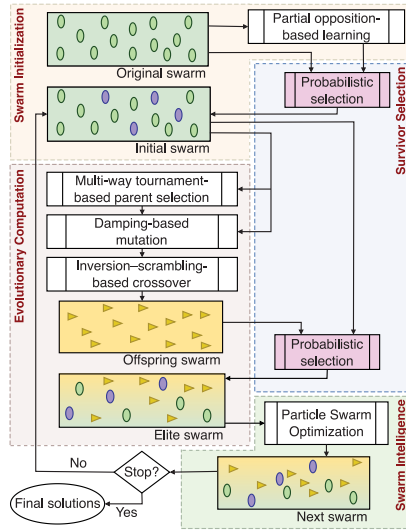 Swarm Initialization
Partial opposition-
based learning
Original swarm
Probabilistic
selection
Survivor Selection
Initial swarm
Evolutionary Computation
Multi-way tournament-
based parent selection
Damping-based
mutation
Inversion–scrambling-
based crossover
Offspring swarm
Probabilistic
selection
Elite swarm
Swarm Intelligence
Particle Swarm
Optimization
No
Stop?
Next swarm
Yes
Final solutions